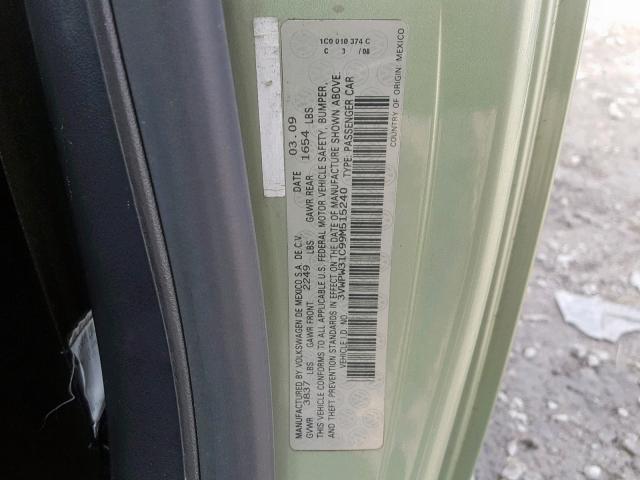 1C0 010 374 C
C 3 /08
MANUFACTURED BY VOLKSWAGEN DE MEXICO S.A. DE C.V. DATE 03.09
GVWR 3837 LBS GAWR FRONT 2249 LBS GAWR REAR 1654 LBS
THIS VEHICLE CONFORMS TO ALL APPLICABLE U.S. FEDERAL MOTOR VEHICLE SAFETY, BUMPER,
AND THEFT PREVENTION STANDARDS IN EFFECT ON THE DATE OF MANUFACTURE SHOWN ABOVE.
VEHICLE I.D. NO. 3VWPW31C99M515240 TYPE: PASSENGER CAR
COUNTRY OF ORIGIN: MEXICO